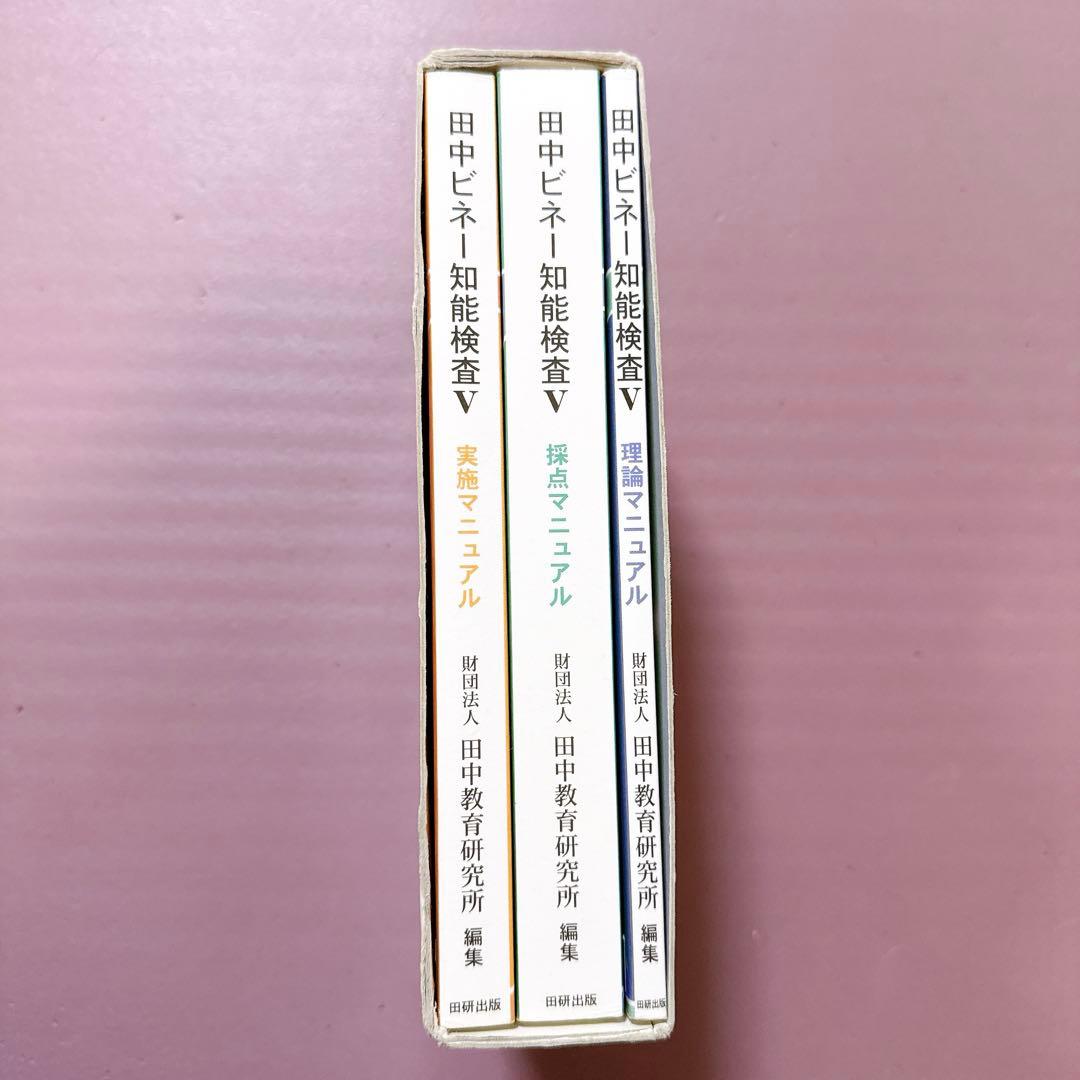 田中ビネー知能検査V 実施マニュアル 財団法人 田中教育研究所 編集
田研出版
田中ビネー知能検査V 採点マニュアル 財団法人 田中教育研究所 編集
田研出版
田中ビネー知能検査V 理論マニュアル 財団法人 田中教育研究所 編集
田研出版